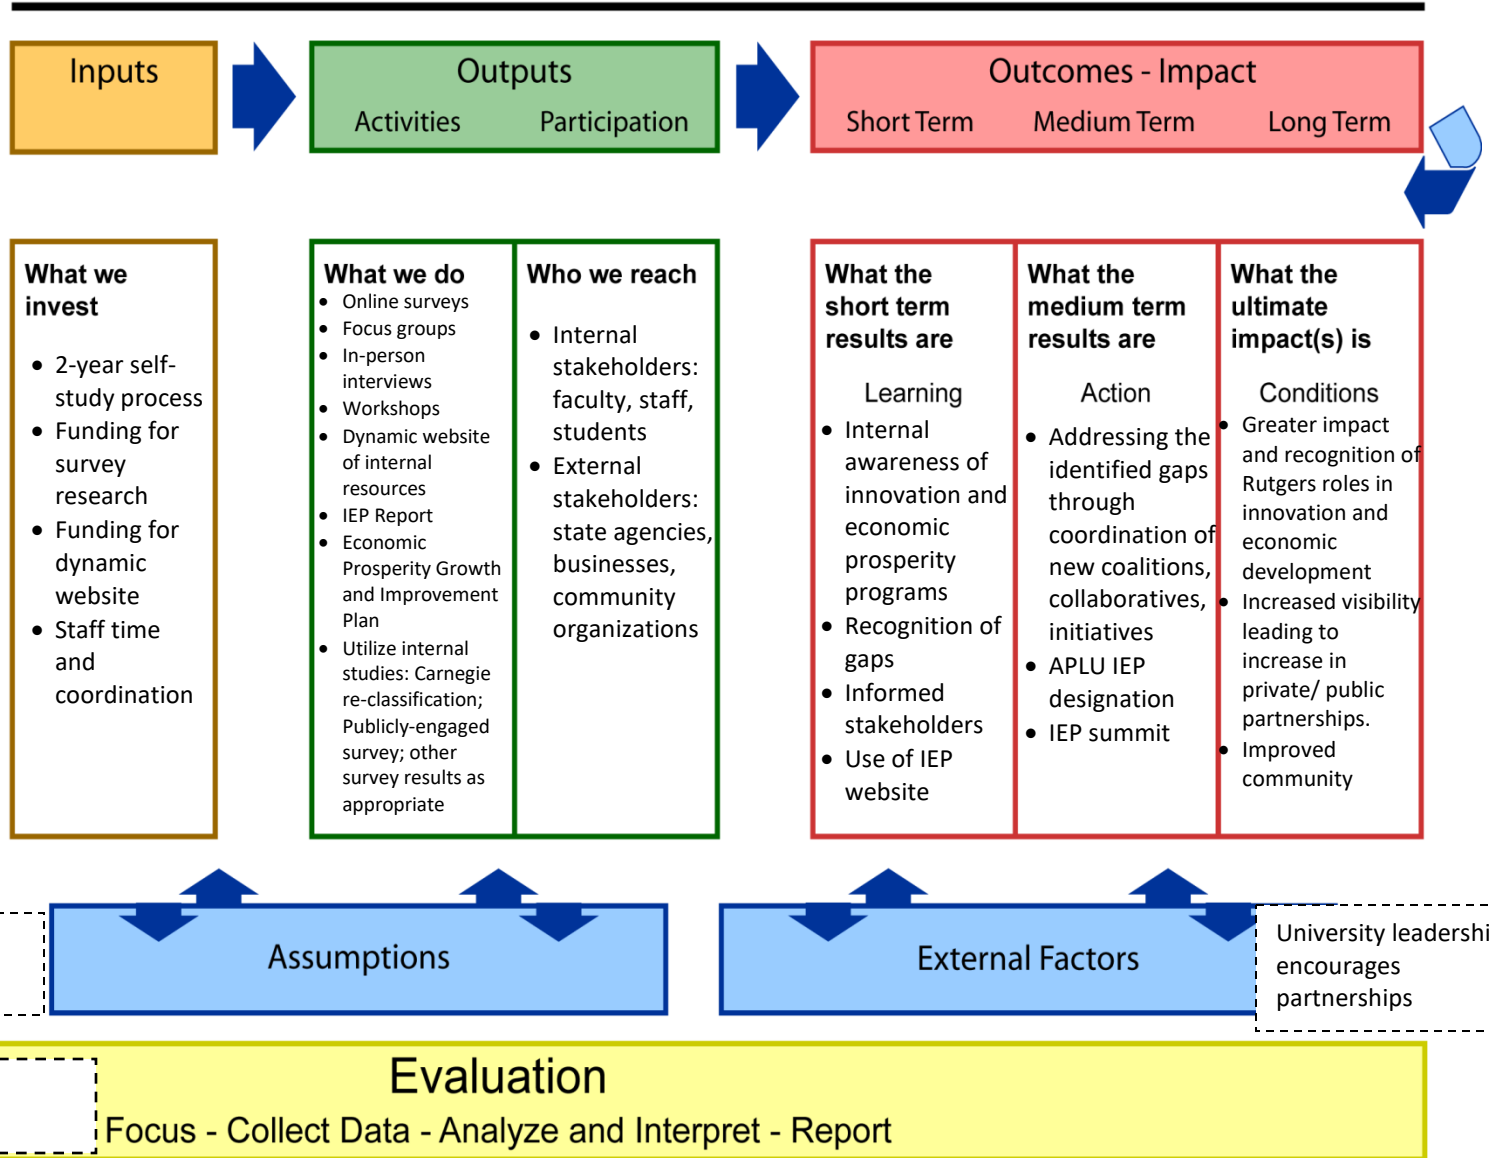 Inputs
Outputs
Activities
Participation
Outcomes - Impact
Short Term
Medium Term
Long Term
What we
invest
• 2-year self-
study process
• Funding for
survey
research
• Funding for
dynamic
website
• Staff time
and
coordination
What we do
• Online surveys
• Focus groups
• In-person
interviews
• Workshops
• Dynamic website
of internal
resources
• IEP Report
• Economic
Prosperity Growth
and Improvement
Plan
• Utilize internal
studies: Carnegie
re-classification;
Publicly-engaged
survey; other
survey results as
appropriate
Who we reach
• Internal
stakeholders:
faculty, staff,
students
• External
stakeholders:
state agencies,
businesses,
community
organizations
What the
short term
results are
Learning
• Internal
awareness of
innovation and
economic
prosperity
programs
• Recognition of
gaps
• Informed
stakeholders
• Use of IEP
website
What the
medium term
results are
Action
• Addressing the
identified gaps
through
coordination of
new coalitions,
collaboratives,
initiatives
• APLU IEP
designation
• IEP summit
What the
ultimate
impact(s) is
Conditions
• Greater impact
and recognition of
Rutgers roles in
innovation and
economic
development
• Increased visibility
leading to
increase in
private/ public
partnerships.
• Improved
community
Assumptions
External Factors
University leadershi
encourages
partnerships
Evaluation
Focus - Collect Data - Analyze and Interpret - Report